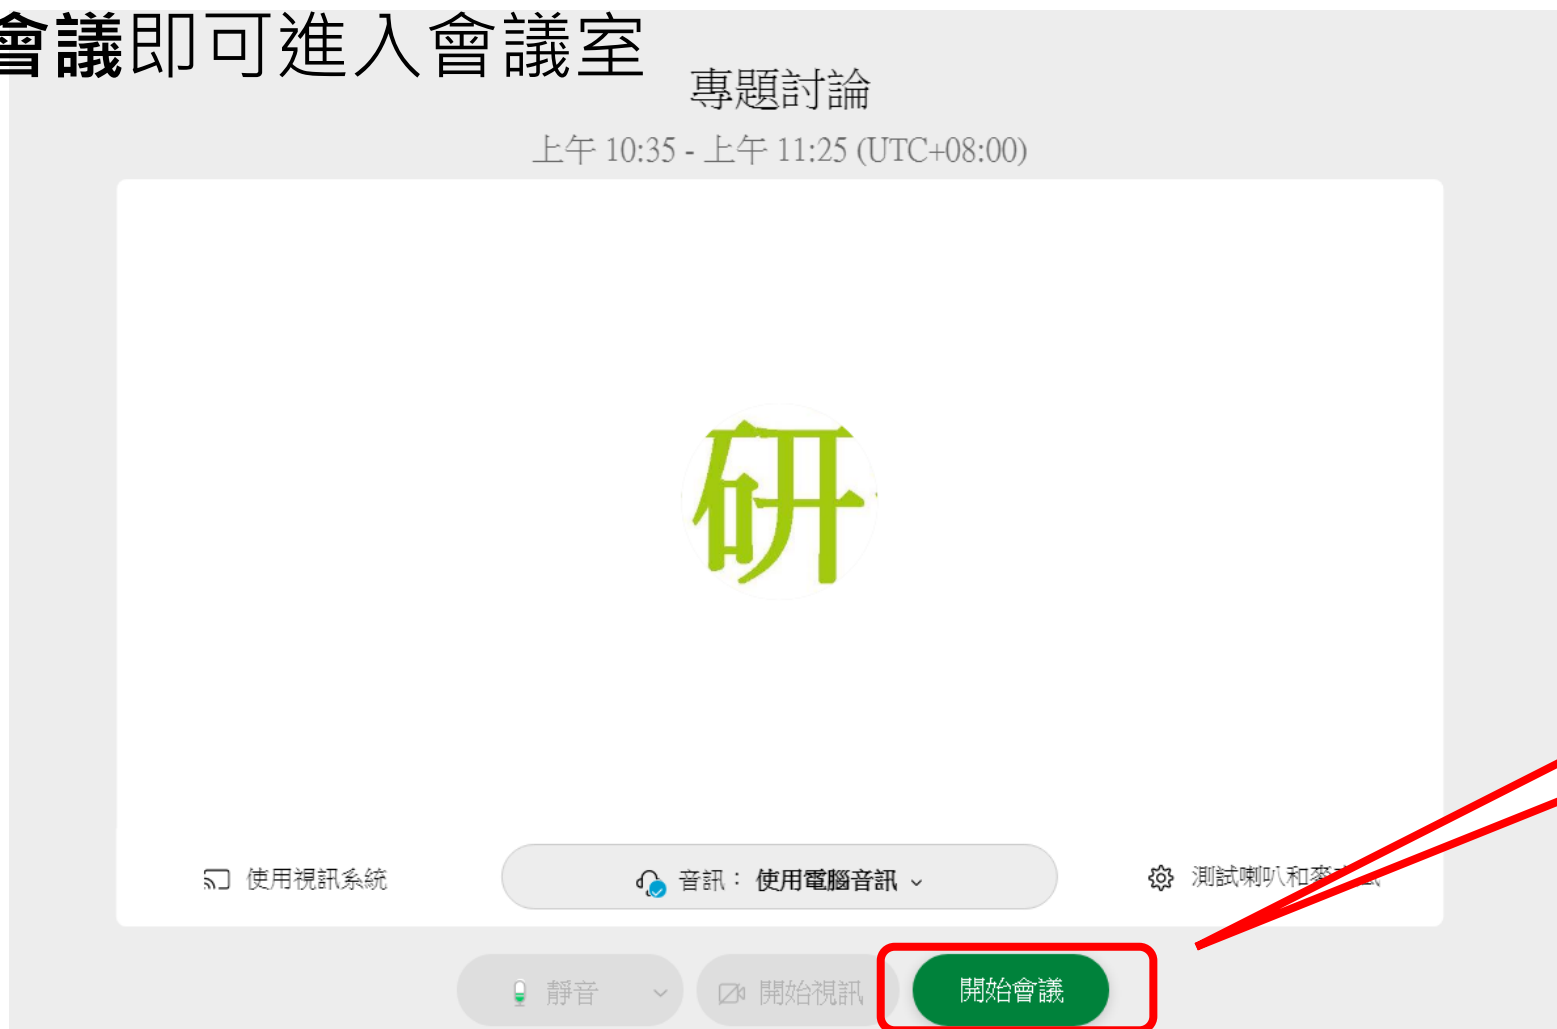 會議即可進入會議室
專題討論
上午 10:35 - 上午 11:25 (UTC+08:00)
研
使用視訊系統
音訊： 使用電腦音訊
測試喇叭和麥
靜音
開始視訊
開始會議